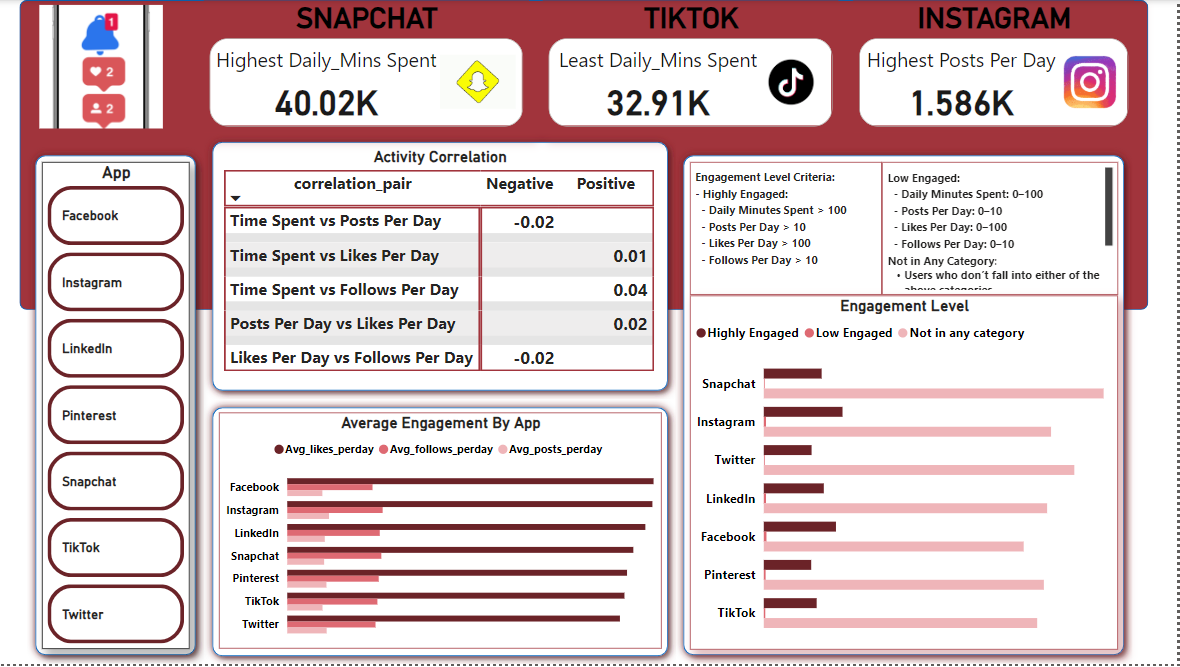 SNAPCHAT
TIKTOK
INSTAGRAM
1
2
2
Highest Daily_Mins Spent
40.02K
Least Daily_Mins Spent
32.91K
Highest Posts Per Day
1.586K
App
Facebook
Instagram
LinkedIn
Pinterest
Snapchat
TikTok
Twitter
Activity Correlation
correlation_pair Negative Positive
Time Spent vs Posts Per Day -0.02
Time Spent vs Likes Per Day 0.01
Time Spent vs Follows Per Day 0.04
Posts Per Day vs Likes Per Day 0.02
Likes Per Day vs Follows Per Day -0.02
Average Engagement By App
Avg_likes_perday Avg_follows_perday Avg_posts_perday
Facebook
Instagram
LinkedIn
Snapchat
Pinterest
TikTok
Twitter
Engagement Level Criteria:
- Highly Engaged:
- Daily Minutes Spent > 100
- Posts Per Day > 10
- Likes Per Day > 100
- Follows Per Day > 10
Low Engaged:
- Daily Minutes Spent: 0–100
- Posts Per Day: 0–10
- Likes Per Day: 0–100
- Follows Per Day: 0–10
Not in Any Category:
• Users who don't fall into either of the
above categories
Engagement Level
Highly Engaged Low Engaged Not in any category
Snapchat
Instagram
Twitter
LinkedIn
Facebook
Pinterest
TikTok